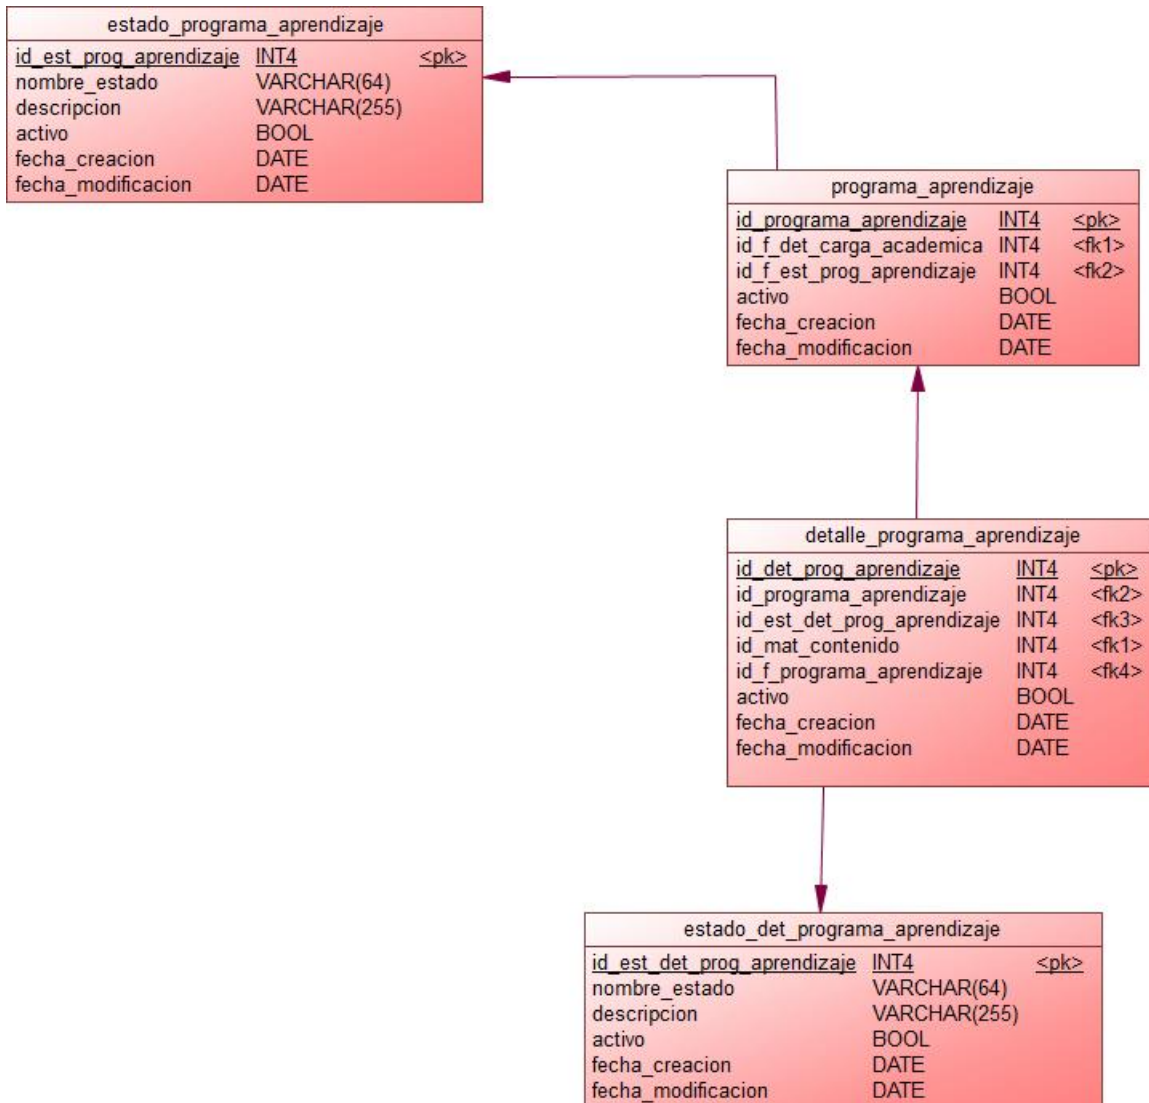 estado_programa_aprendizaje
id_est_prog_aprendizaje INT4 <pk>
nombre_estado VARCHAR(64)
descripcion VARCHAR(255)
activo BOOL
fecha_creacion DATE
fecha_modificacion DATE
programa_aprendizaje
id_programa_aprendizaje INT4 <pk>
id_f_det_carga_academica INT4 <fk1>
id_f_est_prog_aprendizaje INT4 <fk2>
activo BOOL
fecha_creacion DATE
fecha_modificacion DATE
detalle_programa_aprendizaje
id_det_prog_aprendizaje INT4 <pk>
id_programa_aprendizaje INT4 <fk2>
id_est_det_prog_aprendizaje INT4 <fk3>
id_mat_contenido INT4 <fk1>
id_f_programa_aprendizaje INT4 <fk4>
activo BOOL
fecha_creacion DATE
fecha_modificacion DATE
estado_det_programa_aprendizaje
id_est_det_prog_aprendizaje INT4 <pk>
nombre_estado VARCHAR(64)
descripcion VARCHAR(255)
activo BOOL
fecha_creacion DATE
fecha_modificacion DATE